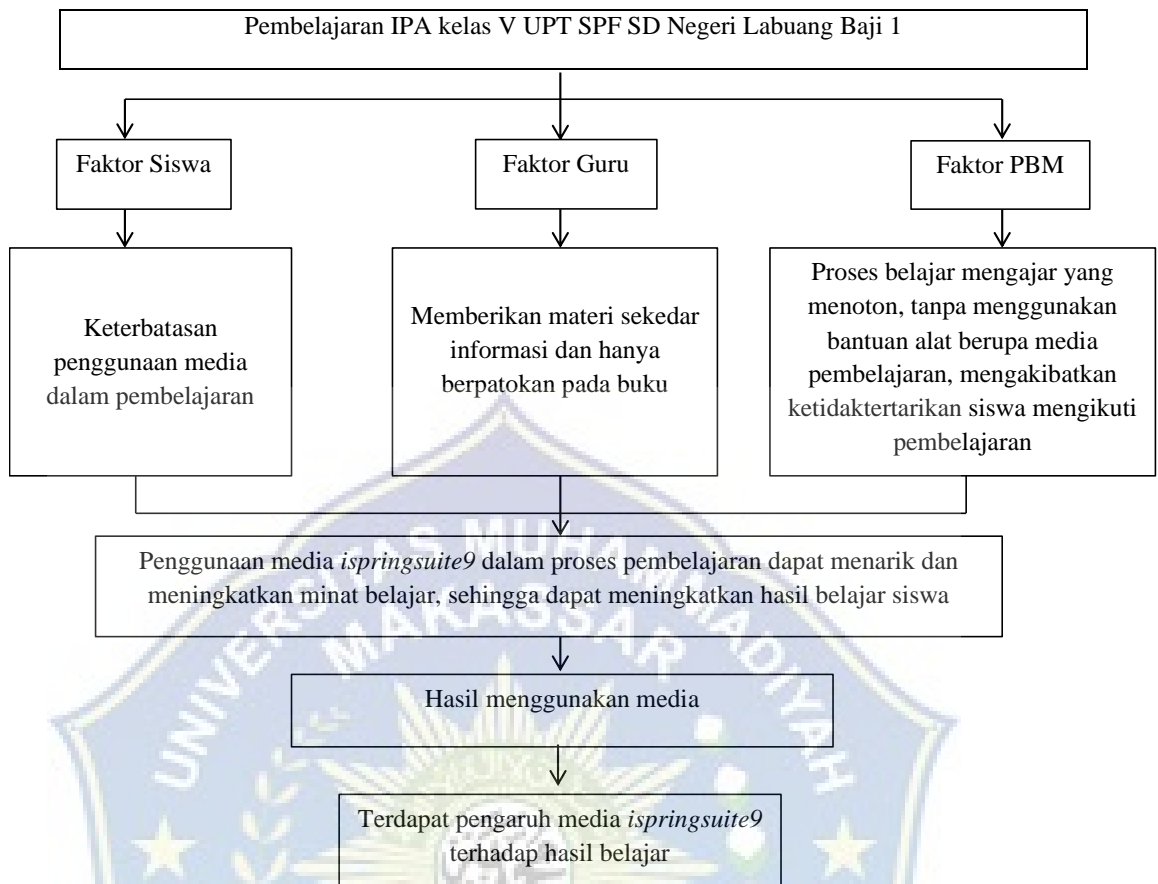 Pembelajaran IPA kelas V UPT SPF SD Negeri Labuang Baji 1
Faktor Siswa
Faktor Guru
Faktor PBM
Keterbatasan
penggunaan media
dalam pembelajaran
Memberikan materi sekedar
informasi dan hanya
berpatokan pada buku
Proses belajar mengajar yang
menoton, tanpa menggunakan
bantuan alat berupa media
pembelajaran, mengakibatkan
ketidaktertarikan siswa mengikuti
pembelajaran
Penggunaan media ispringsuite9 dalam proses pembelajaran dapat menarik dan
meningkatkan minat belajar, sehingga dapat meningkatkan hasil belajar siswa
Hasil menggunakan media
Terdapat pengaruh media ispringsuite9
terhadap hasil belajar
UNIVERSITAS MUHAMMADIYAH
MAKASSAR